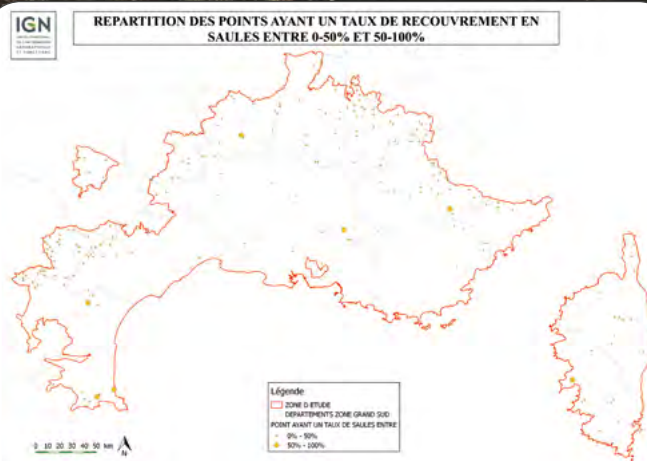 IGN
REPARTITION DES POINTS AYANT UN TAUX DE RECOUVREMENT EN
SAULES ENTRE 0-50% ET 50-100%
Légende
ZONE D ETUDE
DEPARTEMENTS ZONE GRAND SUD
POINT AYANT UN TAUX DE SAULES ENTRE
0% - 50%
50% - 100%
0 10 20 30 40 50 km
N